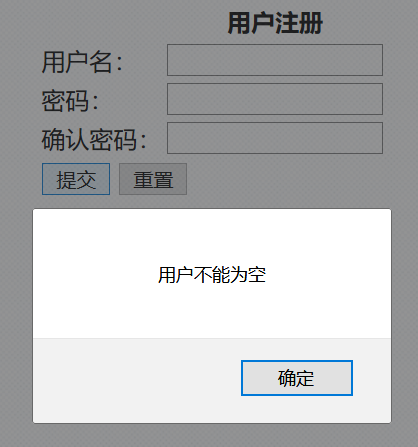 用户注册
用户名：
密码：
确认密码：
提交 重置
用户不能为空
确定